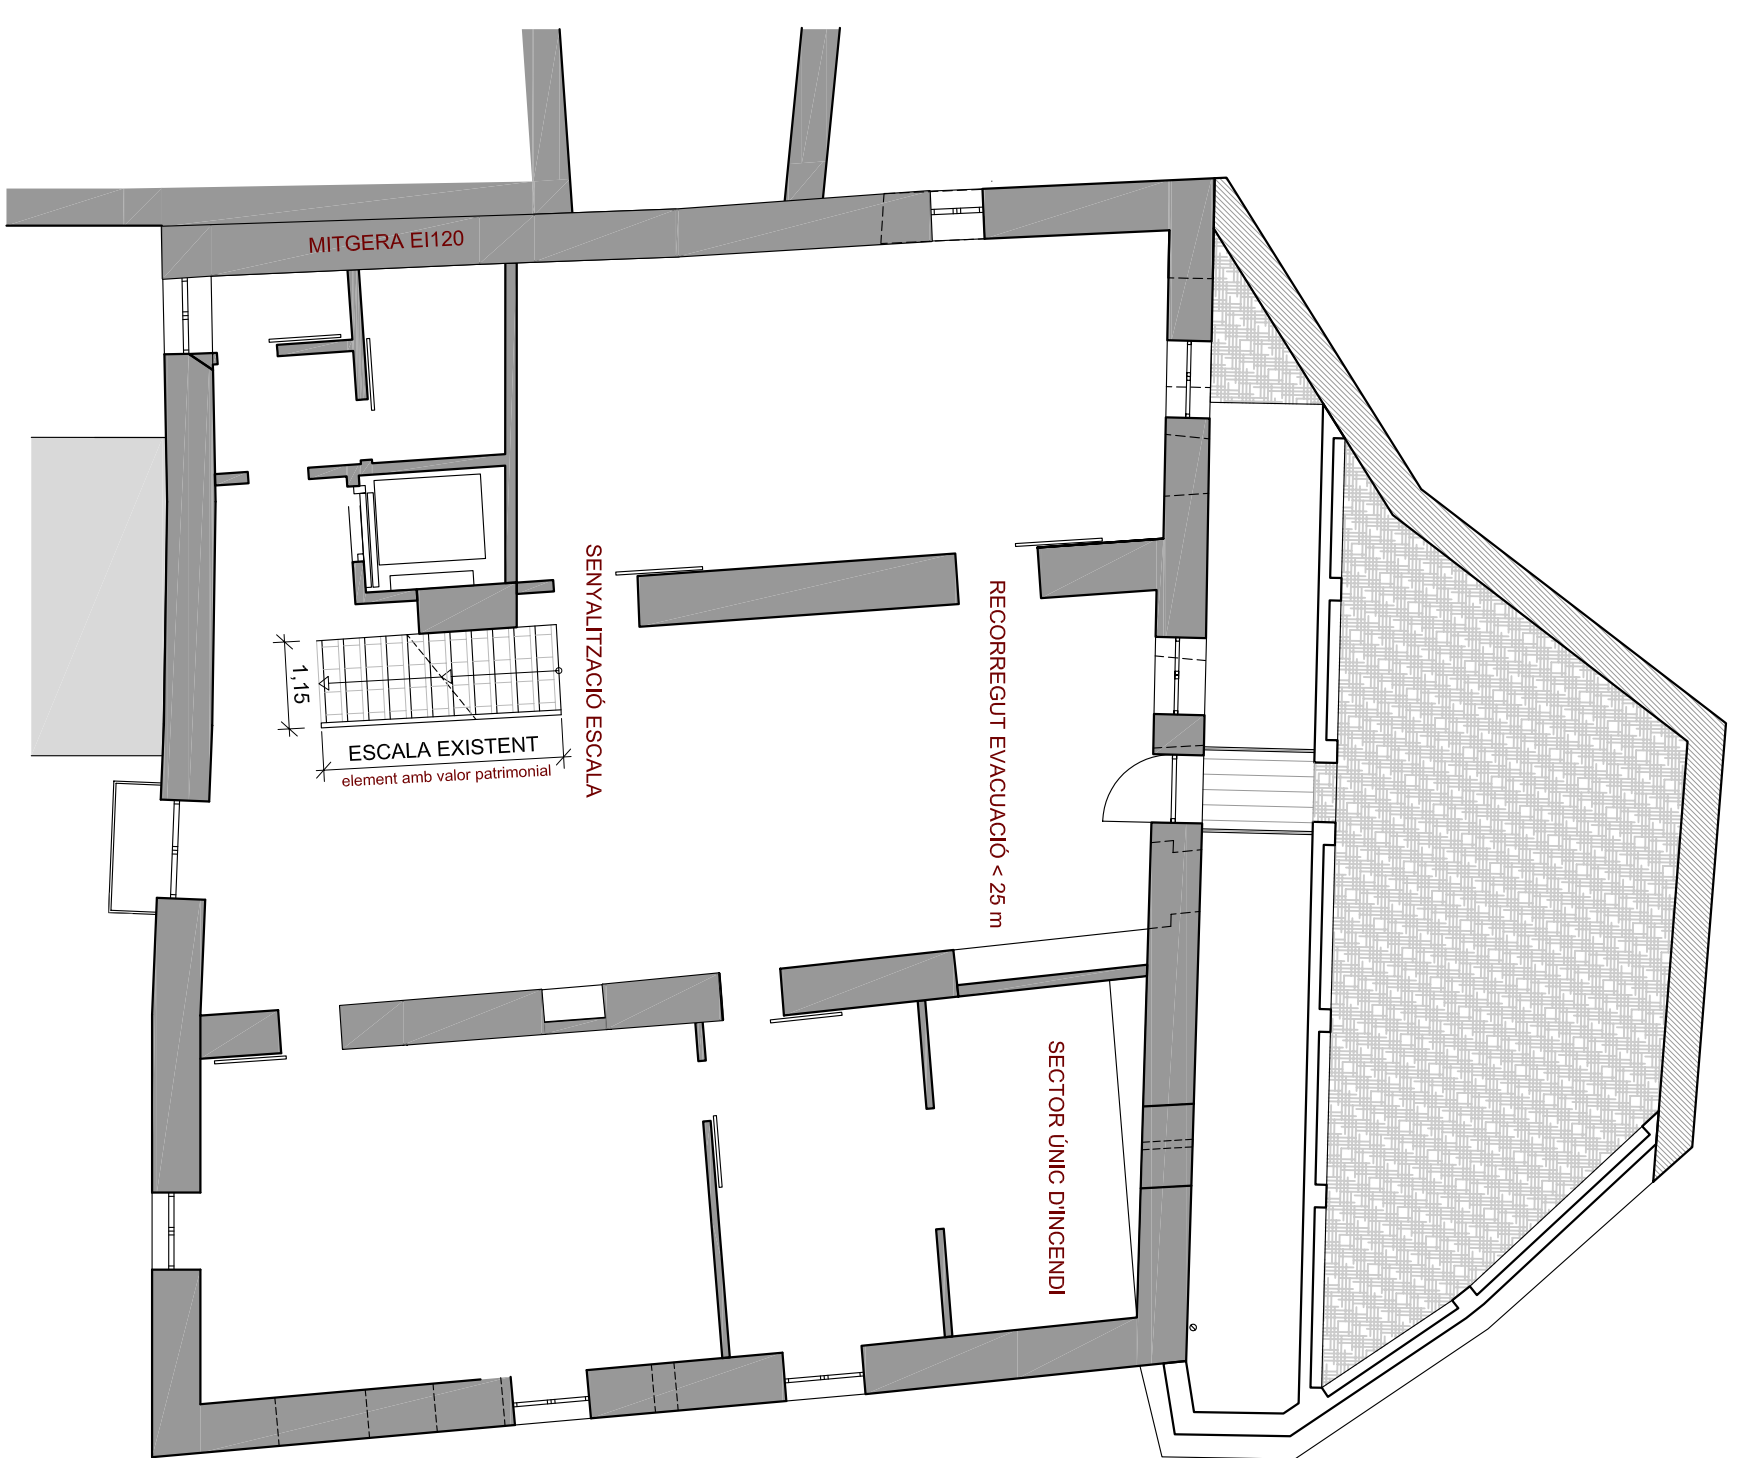 MITGERA EI120
SENYALITZACIÓ ESCALA
RECORREGUT EVACUACIÓ < 25 m
1,15
ESCALA EXISTENT
element amb valor patrimonial
SECTOR ÚNIC D'INCENDI